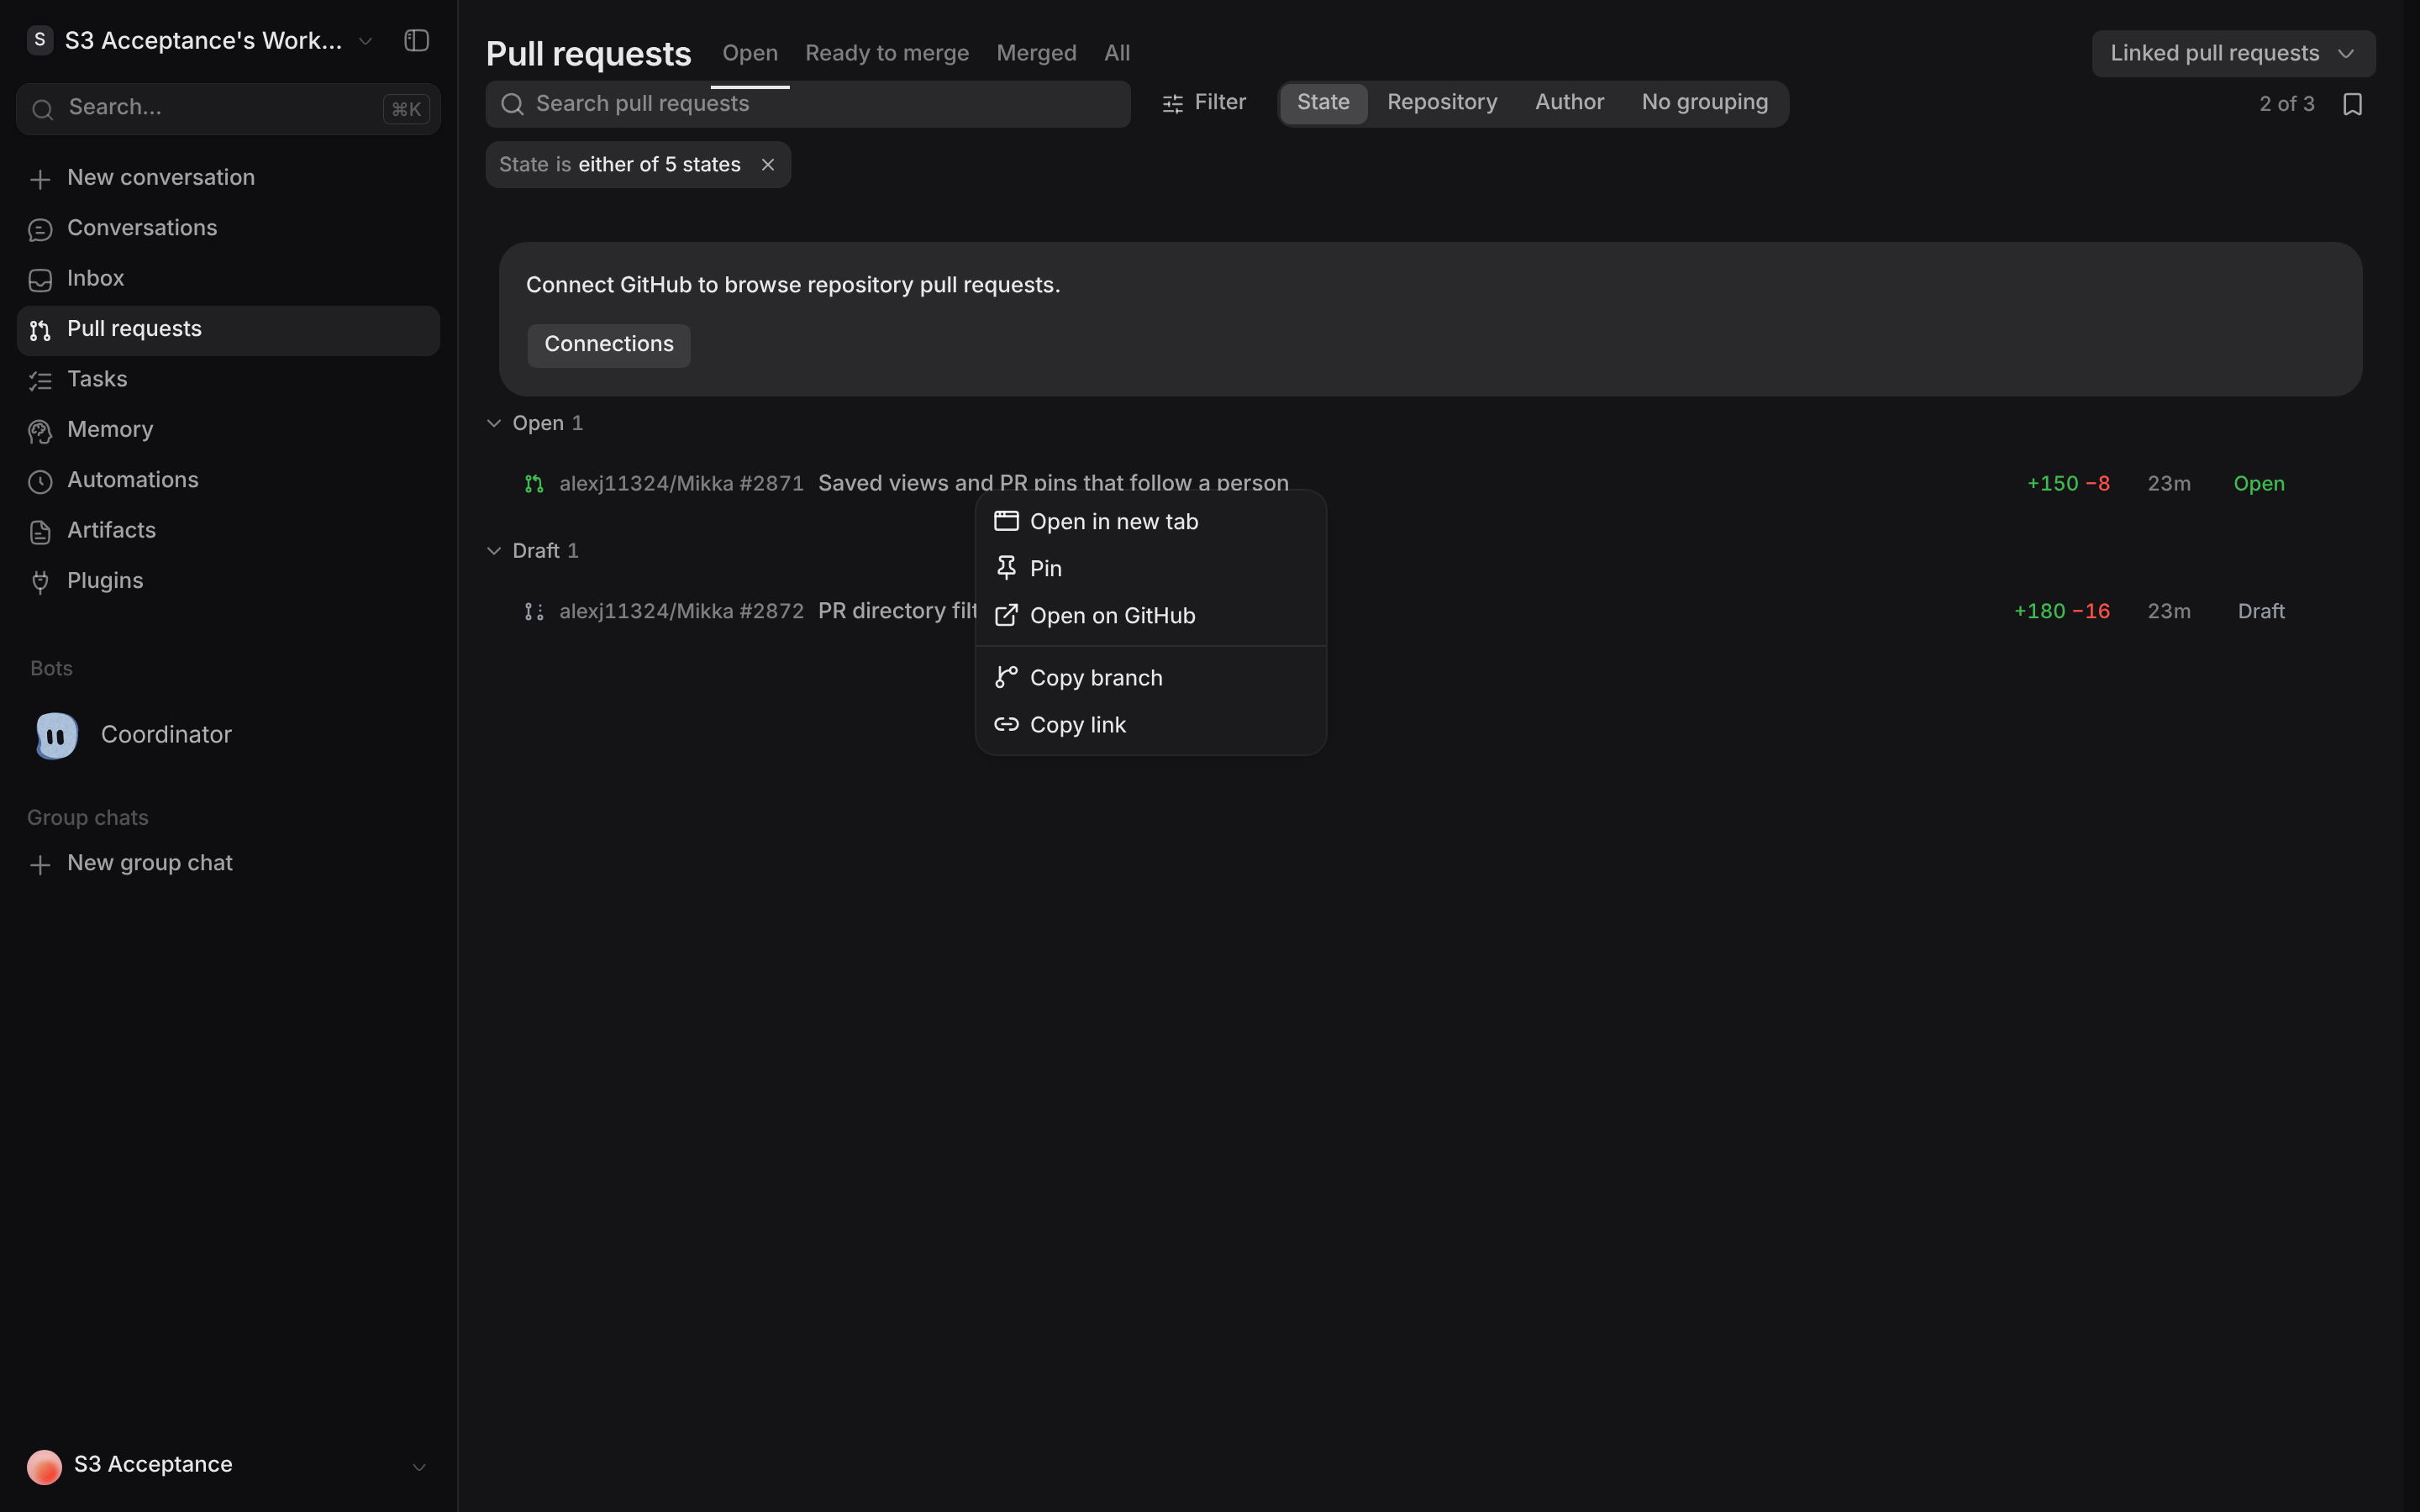 S S3 Acceptance's Work...
Search... ⌘K
New conversation
Conversations
Inbox
Pull requests
Tasks
Memory
Automations
Artifacts
Plugins
Bots
Coordinator
Group chats
New group chat
S3 Acceptance
Pull requests Open Ready to merge Merged All Linked pull requests
Search pull requests Filter State Repository Author No grouping 2 of 3
State is either of 5 states
Connect GitHub to browse repository pull requests.
Connections
Open 1
alexj11324/Mikka #2871 Saved views and PR pins that follow a person +150 −8 23m Open
Draft 1
alexj11324/Mikka #2872 PR directory +180 −16 23m Draft
Open in new tab
Pin
Open on GitHub
Copy branch
Copy link